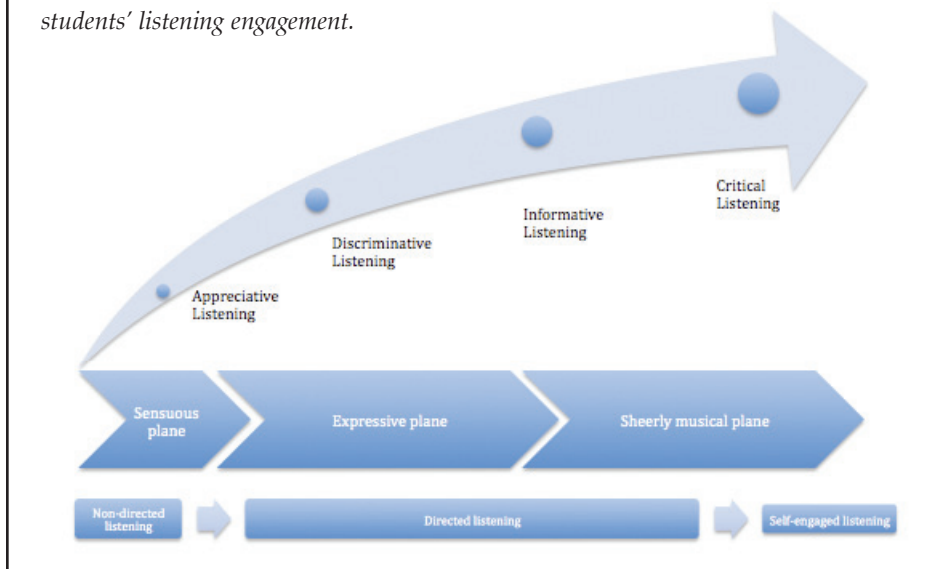 students’ listening engagement.
Critical
Listening
Informative
Listening
Discriminative
Listening
Appreciative
Listening
Sensuous
plane
Expressive plane
Sheerly musical plane
Non-directed
listening
Directed listening
Self-engaged listening